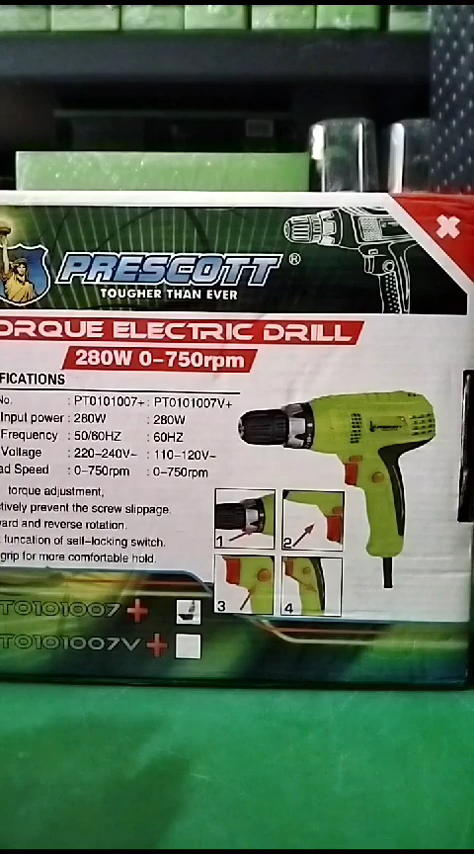 PRESCOTT®
TOUGHER THAN EVER
ORQUE ELECTRIC DRILL
280W 0-750rpm
FICATIONS
No. : PT0101007+ : PT0101007V+
Input power : 280W : 280W
Frequency : 50/60HZ : 60HZ
Voltage : 220-240V~ : 110-120V~
ad Speed : 0-750rpm : 0-750rpm
torque adjustment,
tively prevent the screw slippage.
ward and reverse rotation.
funcation of self-locking switch.
grip for more comfortable hold.
1
2
3
4
T0101007+
T0101007V+